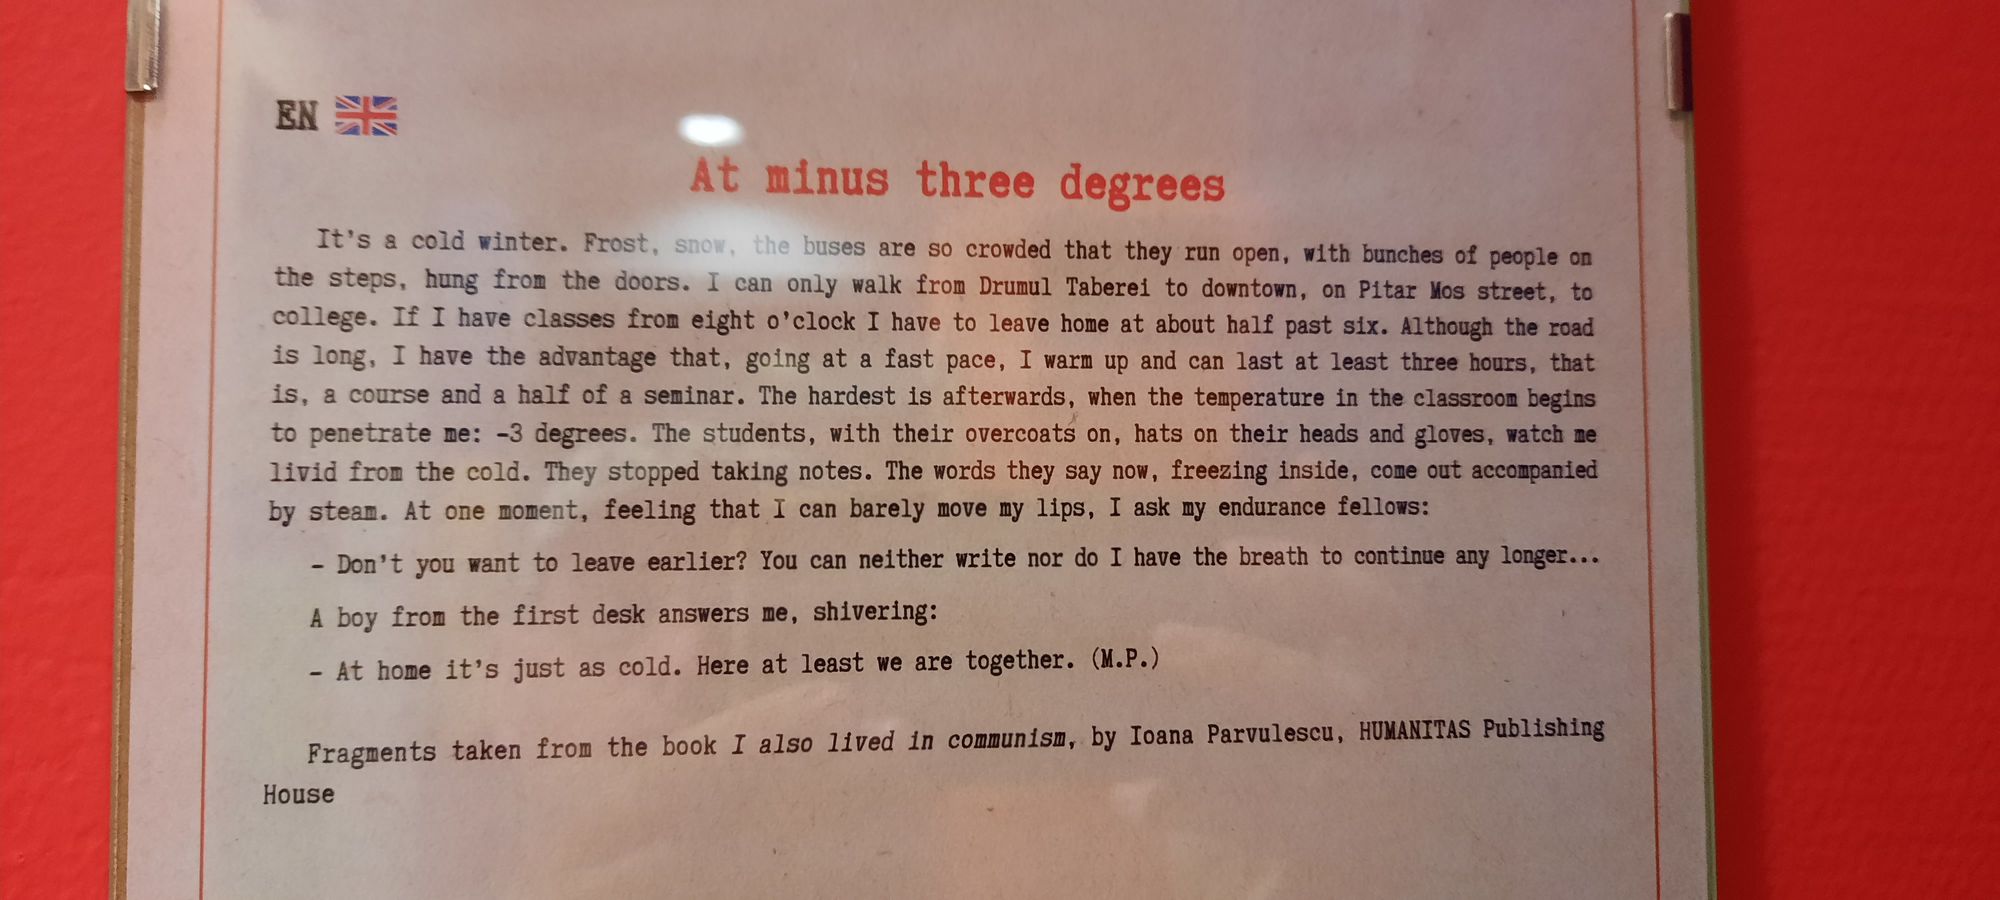 EN
At minus three degrees
It's a cold winter. Frost, snow, the buses are so crowded that they run open, with bunches of people on
the steps, hung from the doors. I can only walk from Drumul Taberei to downtown, on Pitar Mos street, to
college. If I have classes from eight o'clock I have to leave home at about half past six. Although the road
is long, I have the advantage that, going at a fast pace, I warm up and can last at least three hours, that
is, a course and a half of a seminar. The hardest is afterwards, when the temperature in the classroom begins
to penetrate me: -3 degrees. The students, with their overcoats on, hats on their heads and gloves, watch me
livid from the cold. They stopped taking notes. The words they say now, freezing inside, come out accompanied
by steam. At one moment, feeling that I can barely move my lips, I ask my endurance fellows:
– Don't you want to leave earlier? You can neither write nor do I have the breath to continue any longer...
A boy from the first desk answers me, shivering:
– At home it's just as cold. Here at least we are together. (M.P.)
Fragments taken from the book I also lived in communism, by Ioana Parvulescu, HUMANITAS Publishing
House